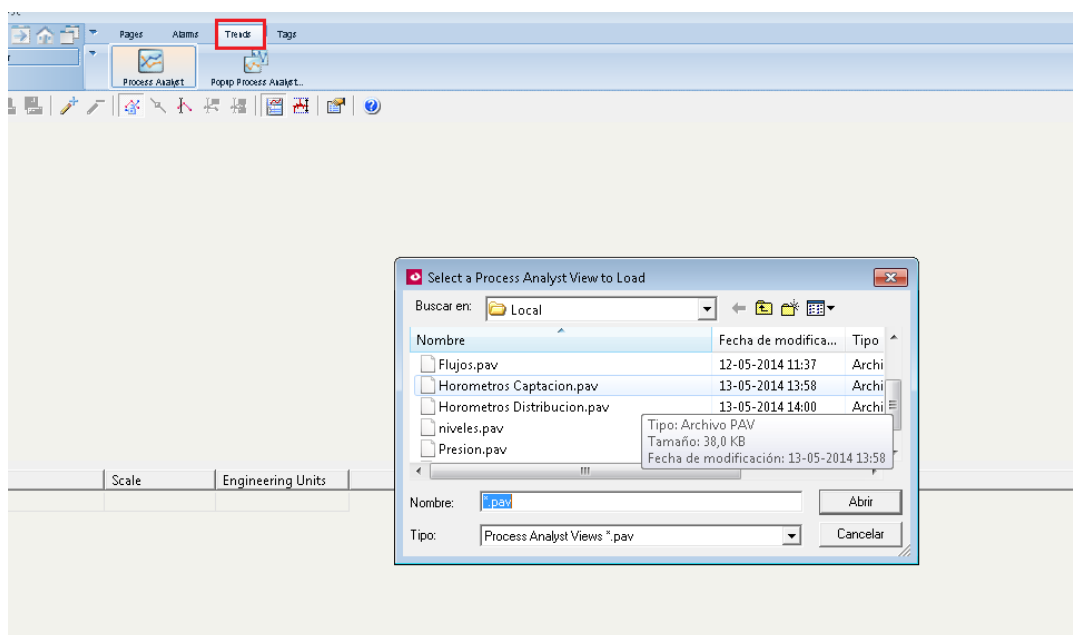 Pages Alarms Trends Tags
Process Analyst Popup Process Analyst...
Select a Process Analyst View to Load
Buscar en: Local
Nombre Fecha de modifica... Tipo
Flujos.pav 12-05-2014 11:37 Archi
Horometros Captacion.pav 13-05-2014 13:58 Archi
Horometros Distribucion.pav 13-05-2014 14:00 Archi
niveles.pav
Presion.pav
Tipo: Archivo PAV
Tamaño: 38,0 KB
Fecha de modificación: 13-05-2014 13:58
Scale Engineering Units
Nombre: *.pav Abrir
Tipo: Process Analyst Views *.pav Cancelar